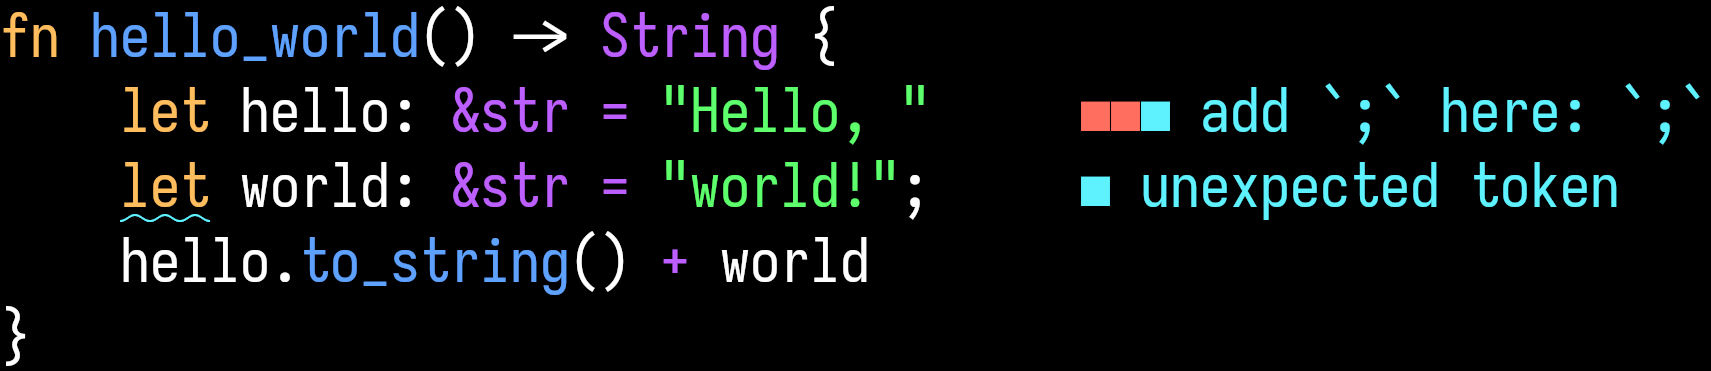 fn hello_world() -> String {
    let hello: &str = "Hello, "     ■■■ add `;` here: `;`
    let world: &str = "world!";     ■ unexpected token
    hello.to_string() + world
}